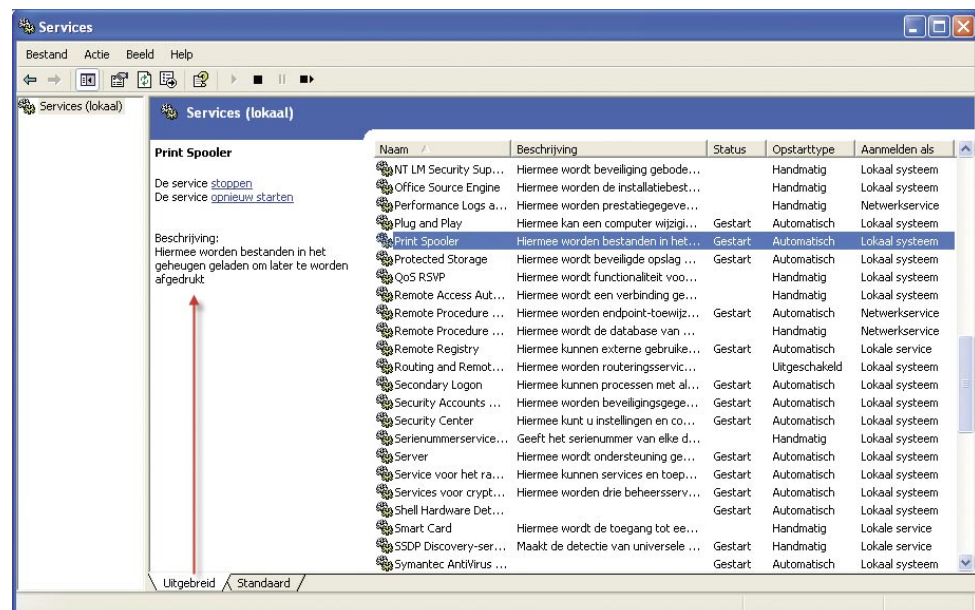 Services
Bestand Actie Beeld Help
Services (lokaal)
Services (lokaal)
Print Spooler
De service stoppen
De service opnieuw starten
Beschrijving:
Hiermee worden bestanden in het
geheugen geladen om later te worden
afgedrukt
Naam Beschrijving Status Opstarttype Aanmelden als
NT LM Security Sup... Hiermee wordt beveiliging gebode... Handmatig Lokaal systeem
Office Source Engine Hiermee worden de installatiebest... Handmatig Lokaal systeem
Performance Logs a... Hiermee worden prestatiegegeve... Handmatig Netwerkservice
Plug and Play Hiermee kan een computer wijzigi... Gestart Automatisch Lokaal systeem
Print Spooler Hiermee worden bestanden in het... Gestart Automatisch Lokaal systeem
Protected Storage Hiermee wordt beveiligde opslag ... Gestart Automatisch Lokaal systeem
QoS RSVP Hiermee wordt functionaliteit voo... Handmatig Lokaal systeem
Remote Access Aut... Hiermee wordt een verbinding ge... Handmatig Lokaal systeem
Remote Procedure ... Hiermee worden endpoint-toewijz... Gestart Automatisch Netwerkservice
Remote Procedure ... Hiermee wordt de database van ... Handmatig Netwerkservice
Remote Registry Hiermee kunnen externe gebruike... Gestart Automatisch Lokale service
Routing and Remot... Hiermee worden routeringsservic... Uitgeschakeld Lokaal systeem
Secondary Logon Hiermee kunnen processen met al... Gestart Automatisch Lokaal systeem
Security Accounts ... Hiermee worden beveiligingsgege... Gestart Automatisch Lokaal systeem
Security Center Hiermee kunt u instellingen en co... Gestart Automatisch Lokaal systeem
Serienummerservice... Geeft het serienummer van elke d... Handmatig Lokaal systeem
Server Hiermee wordt ondersteuning ge... Gestart Automatisch Lokaal systeem
Service voor het ra... Hiermee kunnen services en toep... Gestart Automatisch Lokaal systeem
Services voor crypt... Hiermee worden drie beheersserv... Gestart Automatisch Lokaal systeem
Shell Hardware Det... Gestart Automatisch Lokaal systeem
Smart Card Hiermee wordt de toegang tot ee... Handmatig Lokale service
SSDP Discovery-ser... Maakt de detectie van universele ... Gestart Handmatig Lokale service
Symantec AntiVirus ... Gestart Automatisch Lokaal systeem
Uitgebreid Standaard